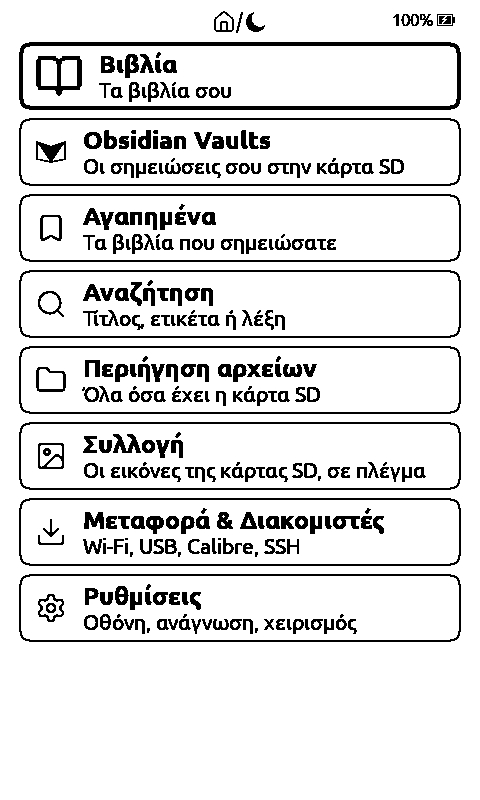 /
100%
Βιβλία
Τα βιβλία σου
Obsidian Vaults
Οι σημειώσεις σου στην κάρτα SD
Αγαπημένα
Τα βιβλία που σημειώσατε
Αναζήτηση
Τίτλος, ετικέτα ή λέξη
Περιήγηση αρχείων
Όλα όσα έχει η κάρτα SD
Συλλογή
Οι εικόνες της κάρτας SD, σε πλέγμα
Μεταφορά & Διακομιστές
Wi-Fi, USB, Calibre, SSH
Ρυθμίσεις
Οθόνη, ανάγνωση, χειρισμός